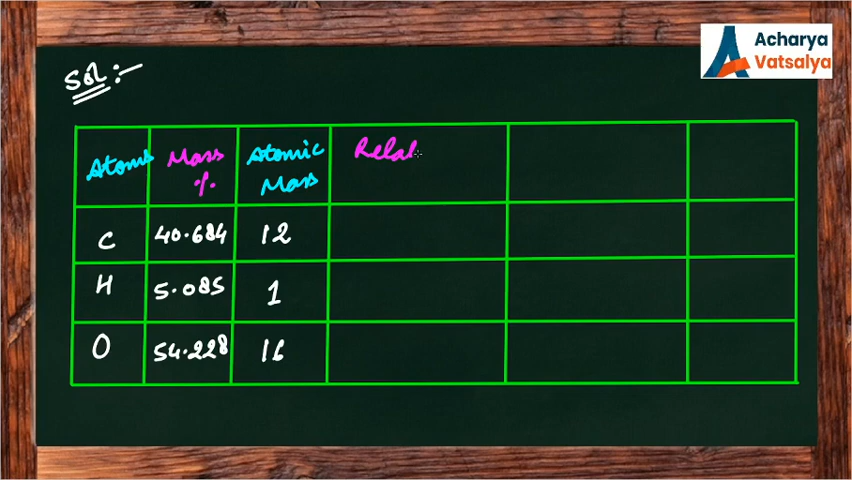 Acharya
Vatsalya
Sol:-
Atoms Mass %. Atomic Mass Relat
C 40.684 12
H 5.085 1
O 54.228 16